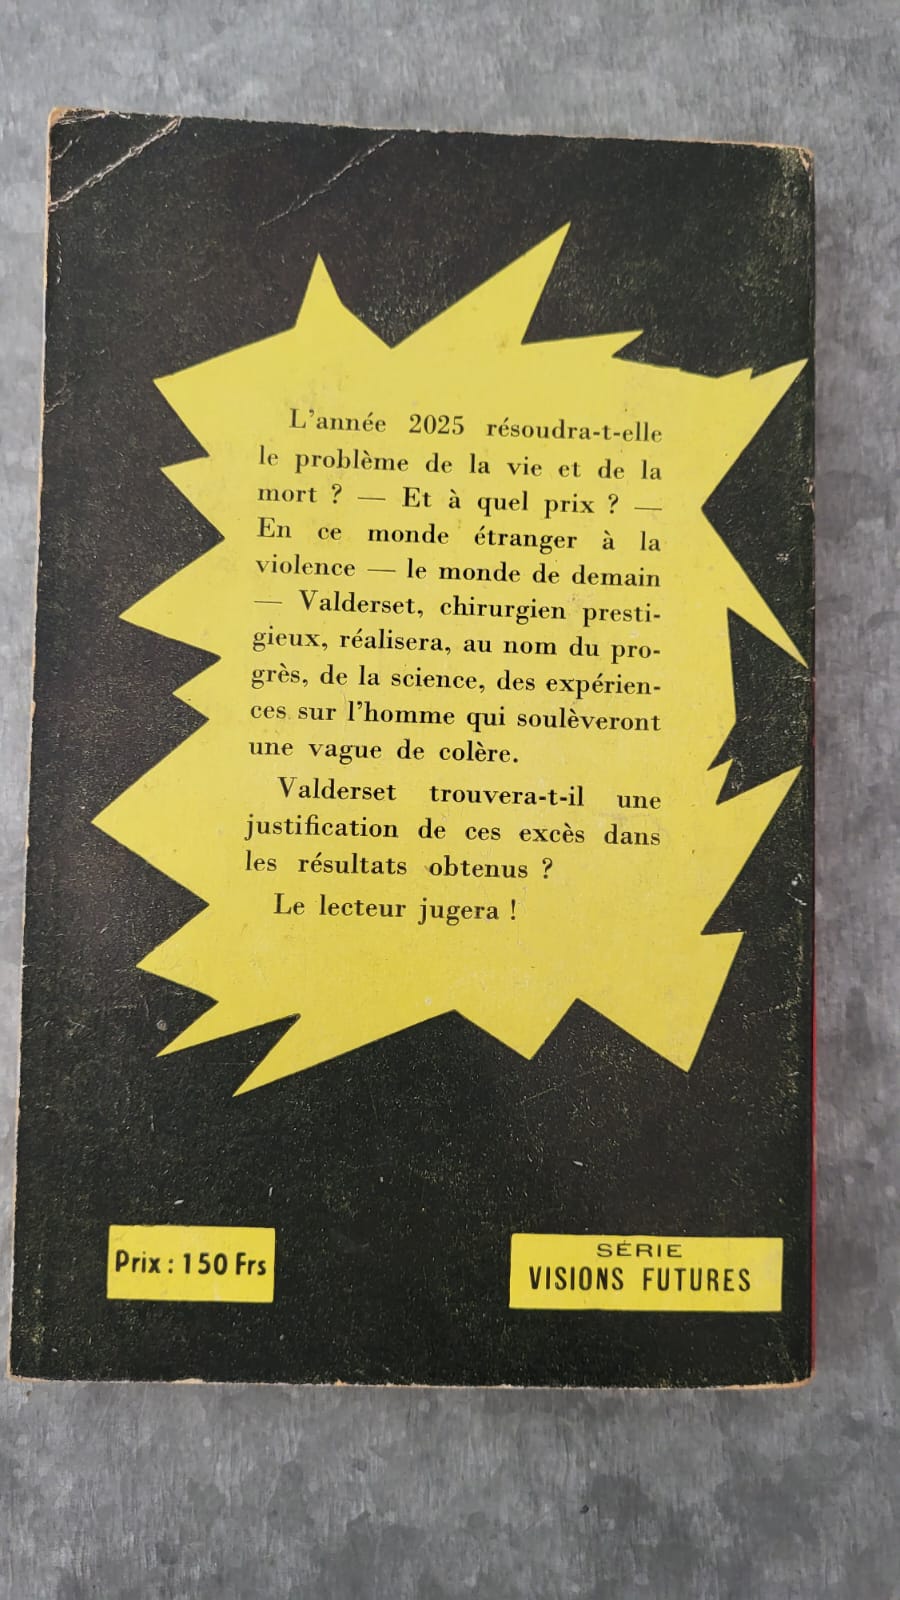 L'année 2025 résoudra-t-elle
le problème de la vie et de la
mort ? — Et à quel prix ? —
En ce monde étranger à la
violence — le monde de demain
— Valderset, chirurgien presti-
gieux, réalisera, au nom du pro-
grès, de la science, des expérien-
ces sur l'homme qui soulèveront
une vague de colère.
Valderset trouvera-t-il une
justification de ces excès dans
les résultats obtenus ?
Le lecteur jugera !
Prix : 150 Frs
SÉRIE
VISIONS FUTURES